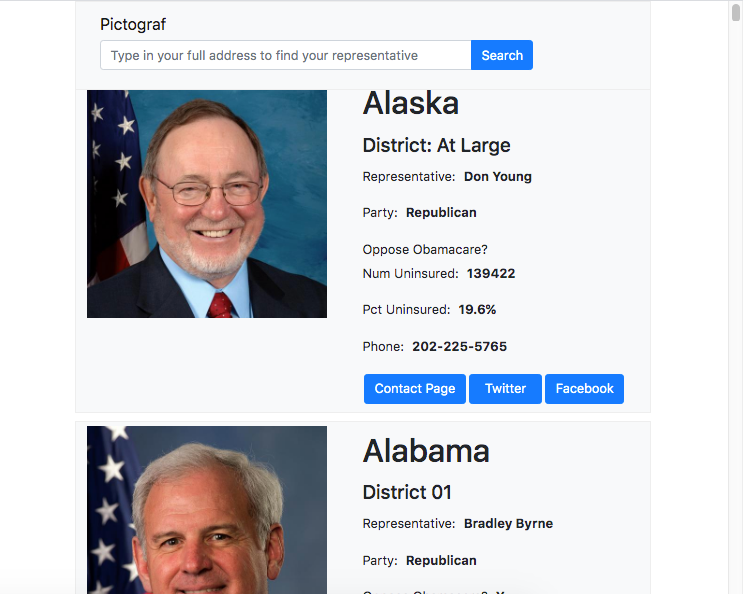 Pictograf
Type in your full address to find your representative
Search
Alaska
District: At Large
Representative: Don Young
Party: Republican
Oppose Obamacare?
Num Uninsured: 139422
Pct Uninsured: 19.6%
Phone: 202-225-5765
Contact Page Twitter Facebook
Alabama
District 01
Representative: Bradley Byrne
Party: Republican